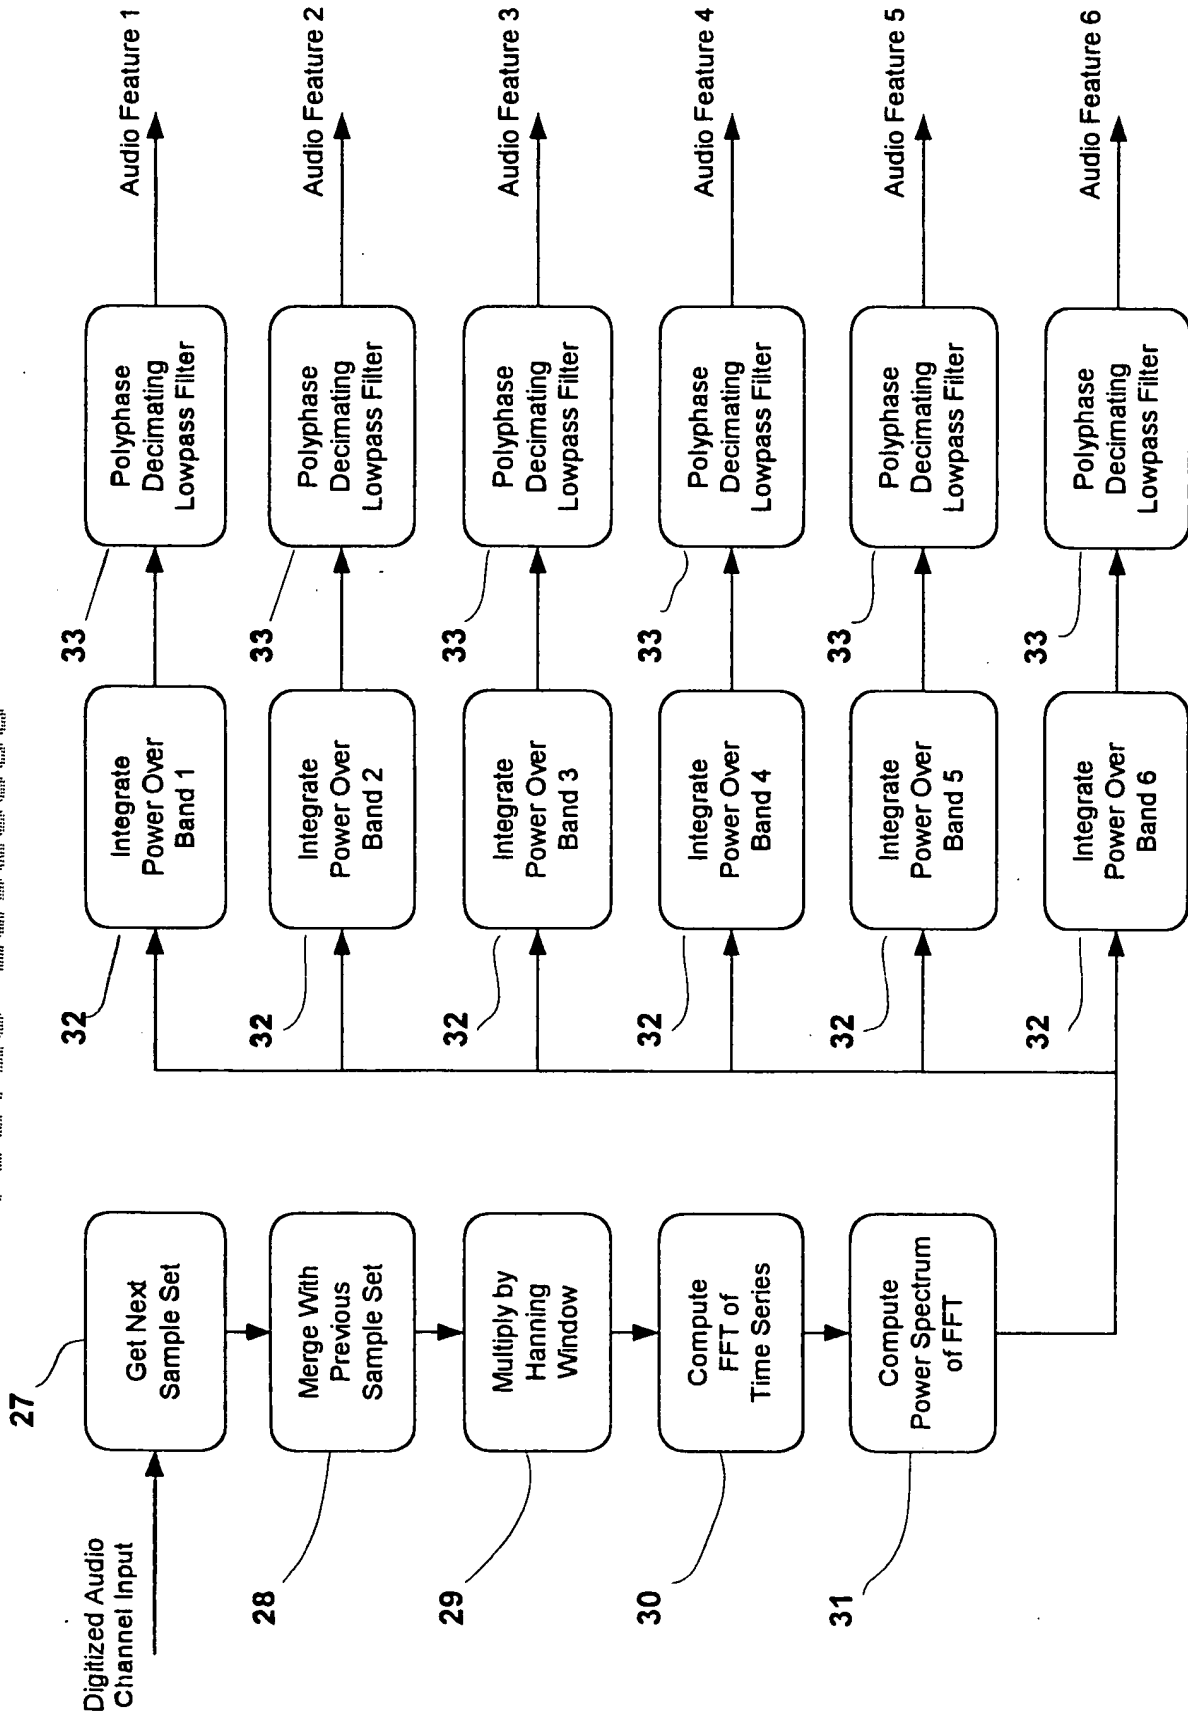 Digitized Audio
Channel Input
27
Get Next
Sample Set
28
Merge With
Previous
Sample Set
29
Multiply by
Hanning
Window
30
Compute
FFT of
Time Series
31
Compute
Power Spectrum
of FFT
32
Integrate
Power Over
Band 1
33
Polyphase
Decimating
Lowpass Filter
Audio Feature 1
32
Integrate
Power Over
Band 2
33
Polyphase
Decimating
Lowpass Filter
Audio Feature 2
32
Integrate
Power Over
Band 3
33
Polyphase
Decimating
Lowpass Filter
Audio Feature 3
32
Integrate
Power Over
Band 4
33
Polyphase
Decimating
Lowpass Filter
Audio Feature 4
32
Integrate
Power Over
Band 5
33
Polyphase
Decimating
Lowpass Filter
Audio Feature 5
32
Integrate
Power Over
Band 6
33
Polyphase
Decimating
Lowpass Filter
Audio Feature 6